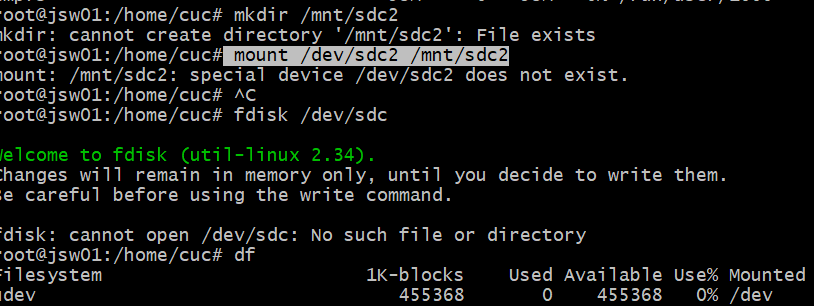 root@jsw01:/home/cuc# mkdir /mnt/sdc2
mkdir: cannot create directory '/mnt/sdc2': File exists
root@jsw01:/home/cuc# mount /dev/sdc2 /mnt/sdc2
mount: /mnt/sdc2: special device /dev/sdc2 does not exist.
root@jsw01:/home/cuc# ^C
root@jsw01:/home/cuc# fdisk /dev/sdc
Welcome to fdisk (util-linux 2.34).
Changes will remain in memory only, until you decide to write them.
Be careful before using the write command.
fdisk: cannot open /dev/sdc: No such file or directory
root@jsw01:/home/cuc# df
Filesystem 1K-blocks Used Available Use% Mounted
udev 455368 0 455368 0% /dev